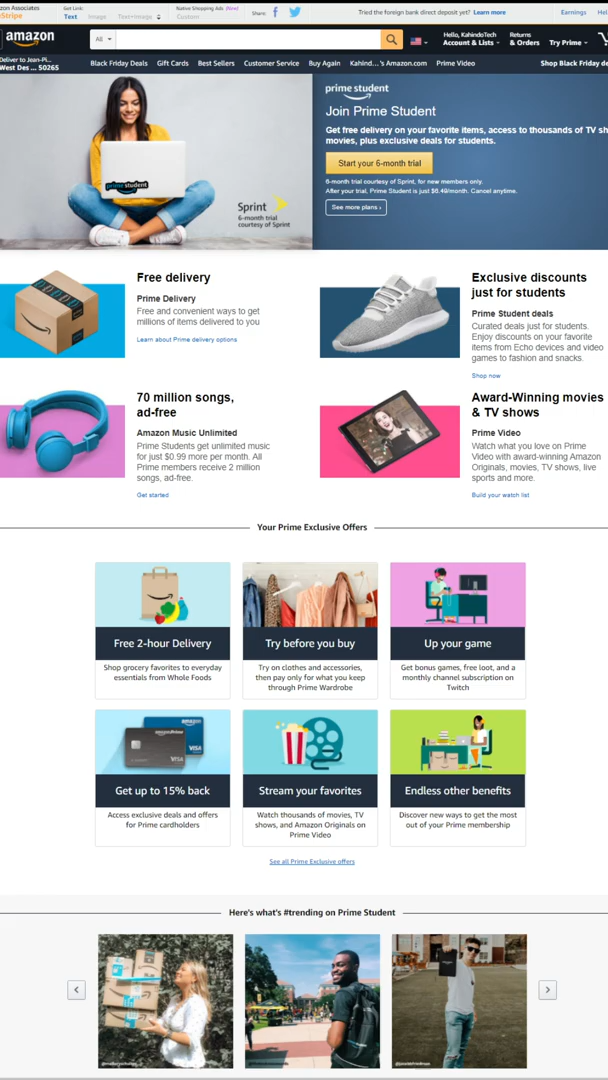 zon Associates
eStripe
Get Link:
Text Image Text+Image
Native Shopping Ads (New)
Custom
Share:
Tried the foreign bank direct deposit yet? Learn more
Earnings Hel
amazon
All
Hello, KahindoTech
Account & Lists
Returns
& Orders
Try Prime
Deliver to Jean-Pi...
West Des ... 50265
Black Friday Deals Gift Cards Best Sellers Customer Service Buy Again Kahind...'s Amazon.com Prime Video
Shop Black Friday de
prime student
Sprint
6-month trial
courtesy of Sprint
prime student
Join Prime Student
Get free delivery on your favorite items, access to thousands of TV sh
movies, plus exclusive deals for students.
Start your 6-month trial
6-month trial courtesy of Sprint, for new members only.
After your trial, Prime Student is just $6.49/month. Cancel anytime.
See more plans ›
Free delivery
Prime Delivery
Free and convenient ways to get
millions of items delivered to you
Learn about Prime delivery options
Exclusive discounts
just for students
Prime Student deals
Curated deals just for students.
Enjoy discounts on your favorite
items from Echo devices and video
games to fashion and snacks.
Shop now
70 million songs,
ad-free
Amazon Music Unlimited
Prime Students get unlimited music
for just $0.99 more per month. All
Prime members receive 2 million
songs, ad-free.
Get started
Award-Winning movies
& TV shows
Prime Video
Watch what you love on Prime
Video with award-winning Amazon
Originals, movies, TV shows, live
sports and more.
Build your watch list
Your Prime Exclusive Offers
Free 2-hour Delivery
Shop grocery favorites to everyday
essentials from Whole Foods
Try before you buy
Try on clothes and accessories,
then pay only for what you keep
through Prime Wardrobe
Up your game
Get bonus games, free loot, and a
monthly channel subscription on
Twitch
VISA
VISA
Get up to 15% back
Access exclusive deals and offers
for Prime cardholders
Stream your favorites
Watch thousands of movies, TV
shows, and Amazon Originals on
Prime Video
Endless other benefits
Discover new ways to get the most
out of your Prime membership
See all Prime Exclusive offers
Here's what's #trending on Prime Student